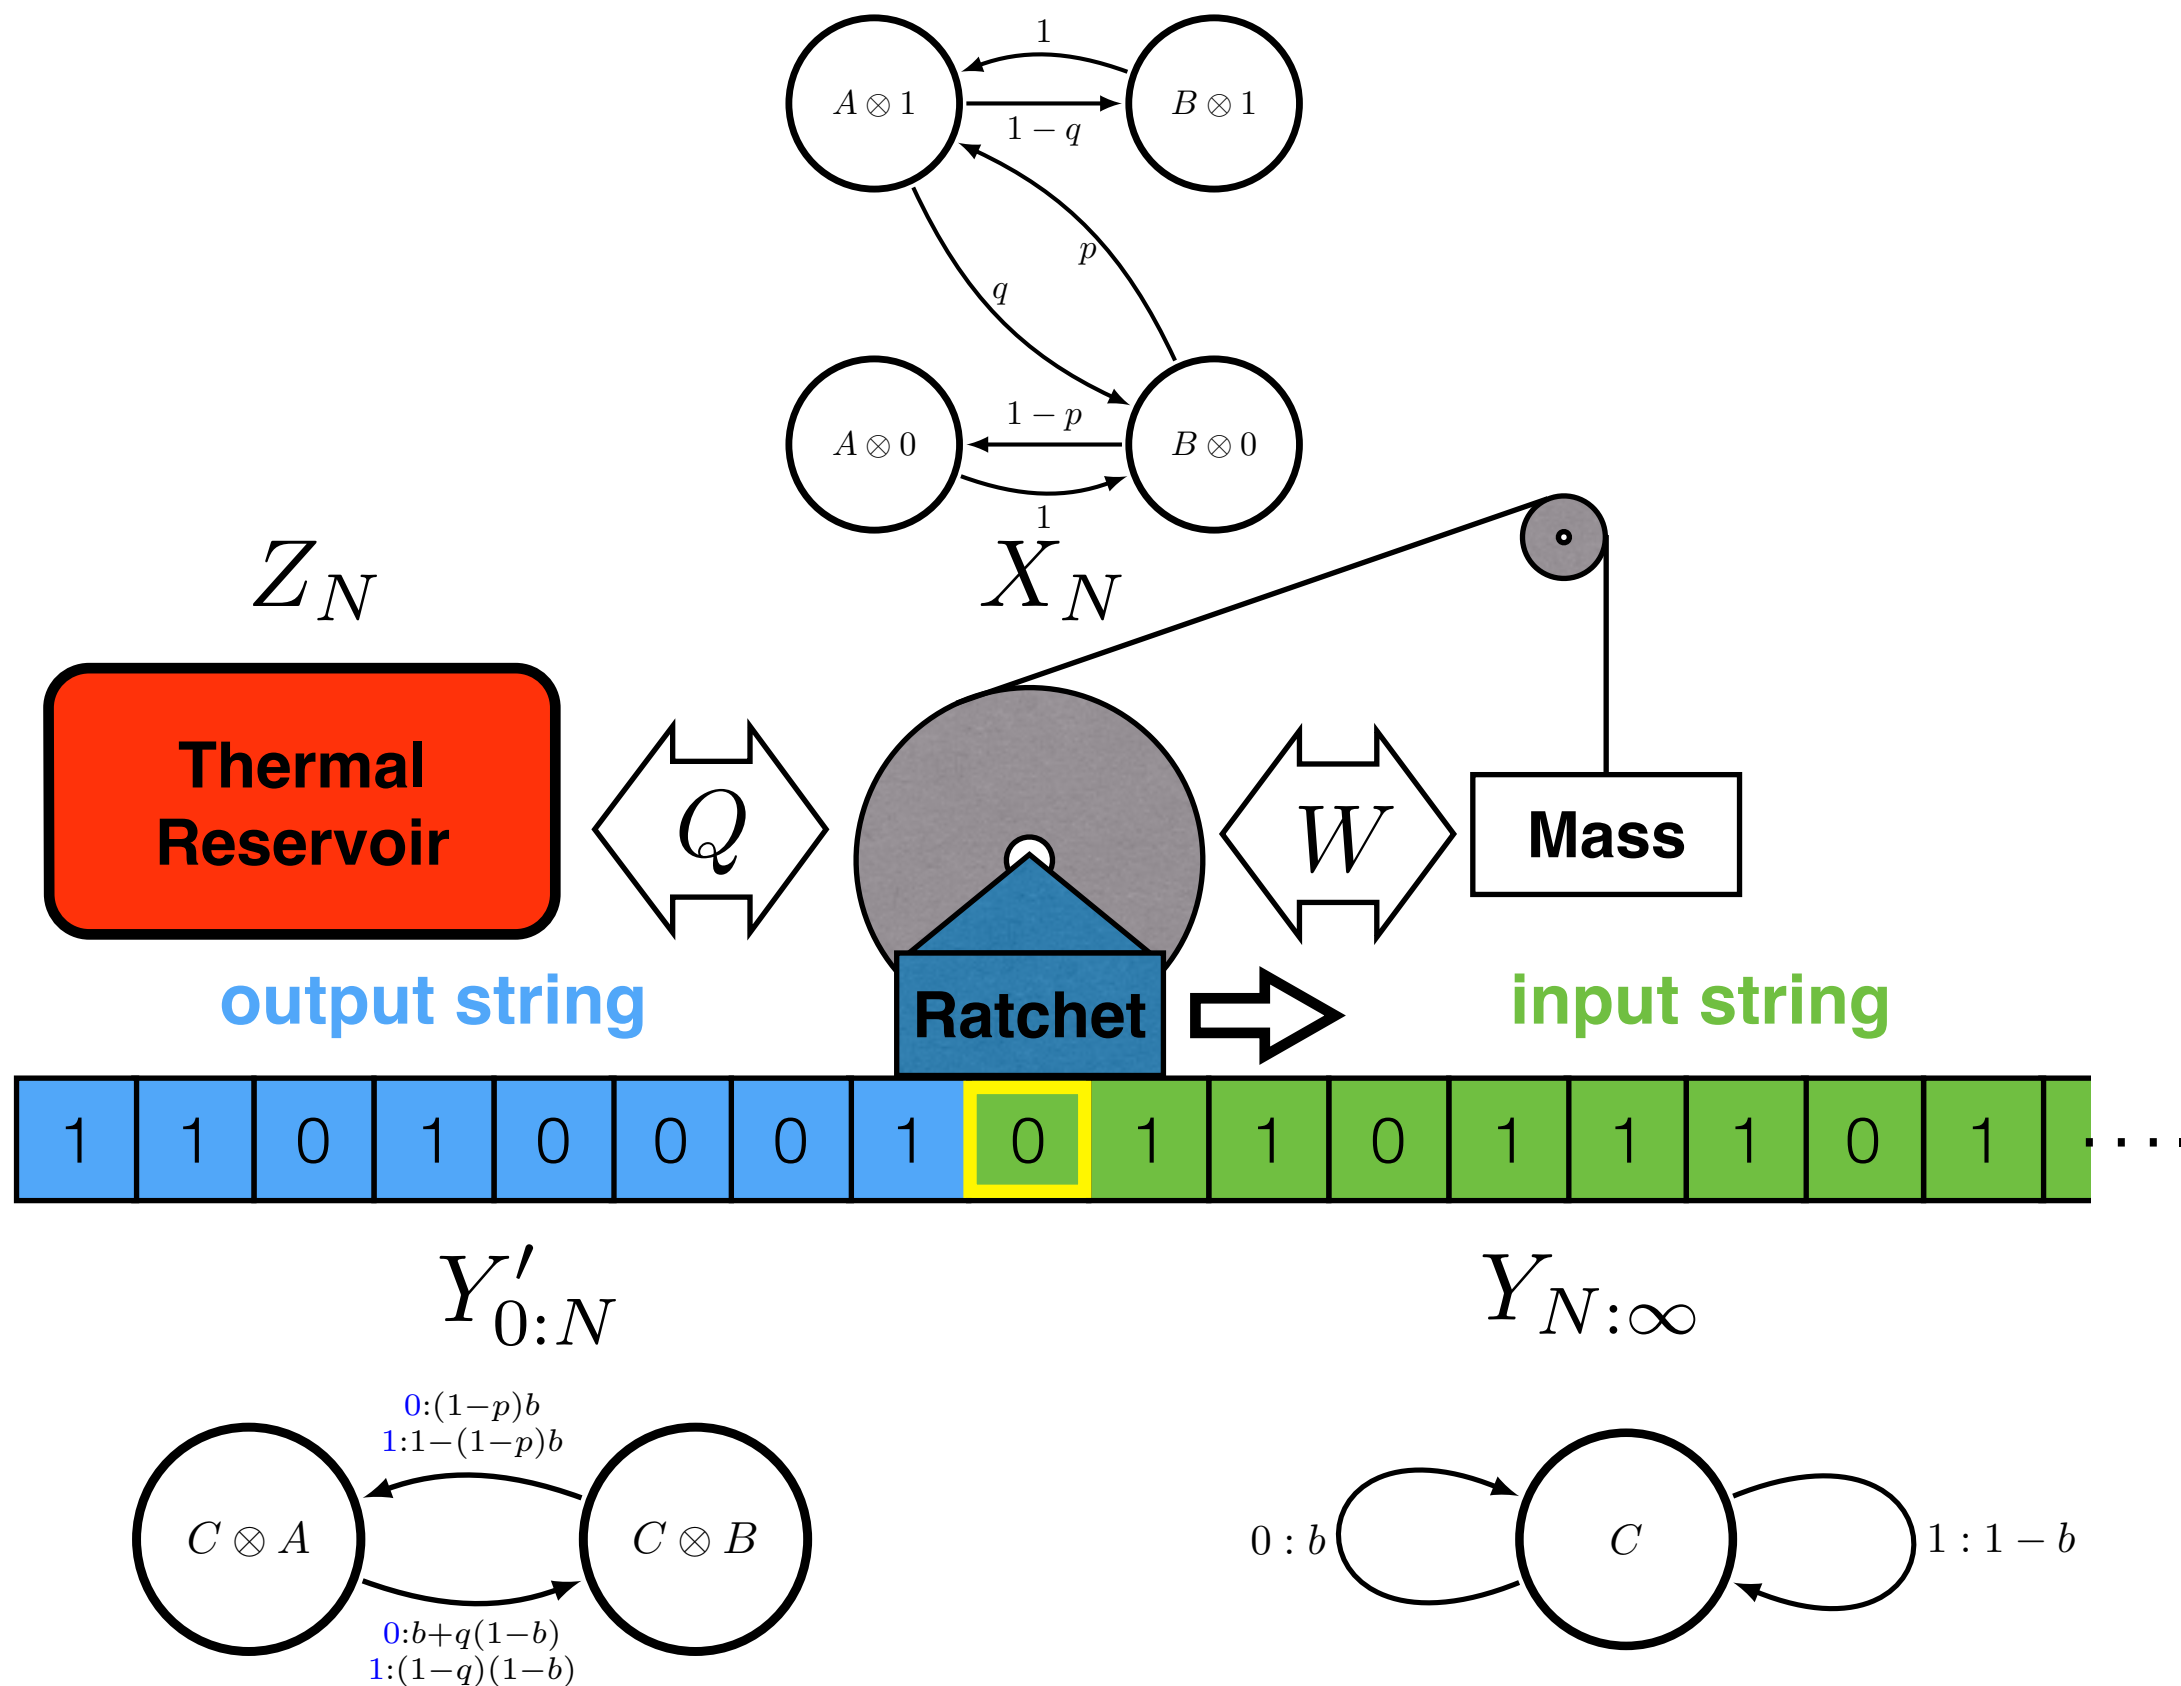 1
A ⊗ 1
B ⊗ 1
1 − q
p
q
1 − p
A ⊗ 0
B ⊗ 0
1
Z_N
X_N
Thermal
Reservoir
Q
W
Mass
output string
Ratchet
input string
1 1 0 1 0 0 0 1 0 1 1 0 1 1 1 0 1 ····
Y′_{0:N}
Y_{N:∞}
0:(1−p)b
1:1−(1−p)b
C ⊗ A
C ⊗ B
0:b+q(1−b)
1:(1−q)(1−b)
0 : b
C
1 : 1 − b